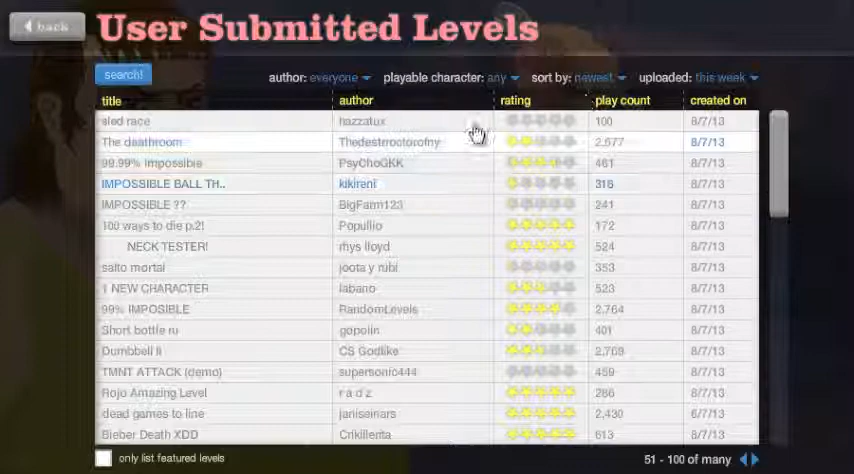 back
User Submitted Levels
search!
author: everyone playable character: any sort by: newest uploaded: this week
title author rating play count created on
sled race hazzatux 100 8/7/13
The deathroom 2,677 8/7/13
99.99% Impossible PsyChoGKK 461 8/7/13
IMPOSSIBLE BALL TH.. kikireni 316 8/7/13
IMPOSSIBLE ?? BigFarm123 241 8/7/13
100 ways to die p.2! Popullio 172 8/7/13
NECK TESTER! rhys lloyd 524 8/7/13
salto mortal joota y rubi 353 8/7/13
1 NEW CHARACTER labano 523 8/7/13
99% IMPOSIBLE RandomLevels 2,764 8/7/13
Short bottle ru gopolin 401 8/7/13
Dumbbell II CS Godlike 2,769 8/7/13
TMNT ATTACK (demo) supersonic444 459 8/7/13
Rojo Amazing Level r a d z 286 8/7/13
dead games to line janiseinars 2,430 6/7/13
Bieber Death XDD Crikillenta 613 8/7/13
only list featured levels 51 - 100 of many